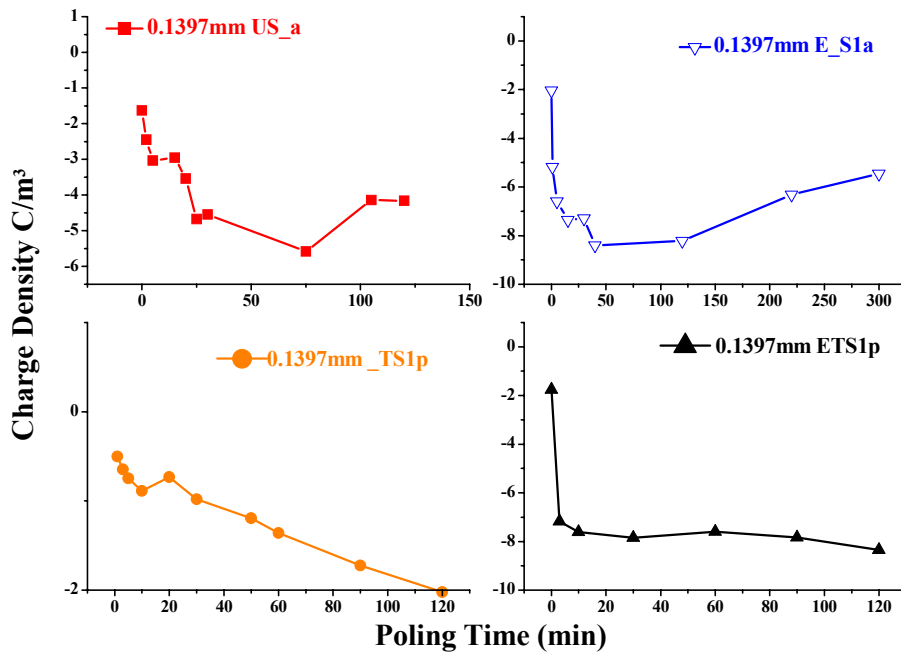 Charge Density C/m³
1
0
-1
-2
-3
-4
-5
-6
0 50 100 150
0.1397mm US_a
0
-2
-4
-6
-8
-10
0 50 100 150 200 250 300
0.1397mm E_S1a
0
-2
0 20 40 60 80 100 120
0.1397mm _TS1p
0
-2
-4
-6
-8
-10
0 20 40 60 80 100 120
0.1397mm ETS1p
Poling Time (min)